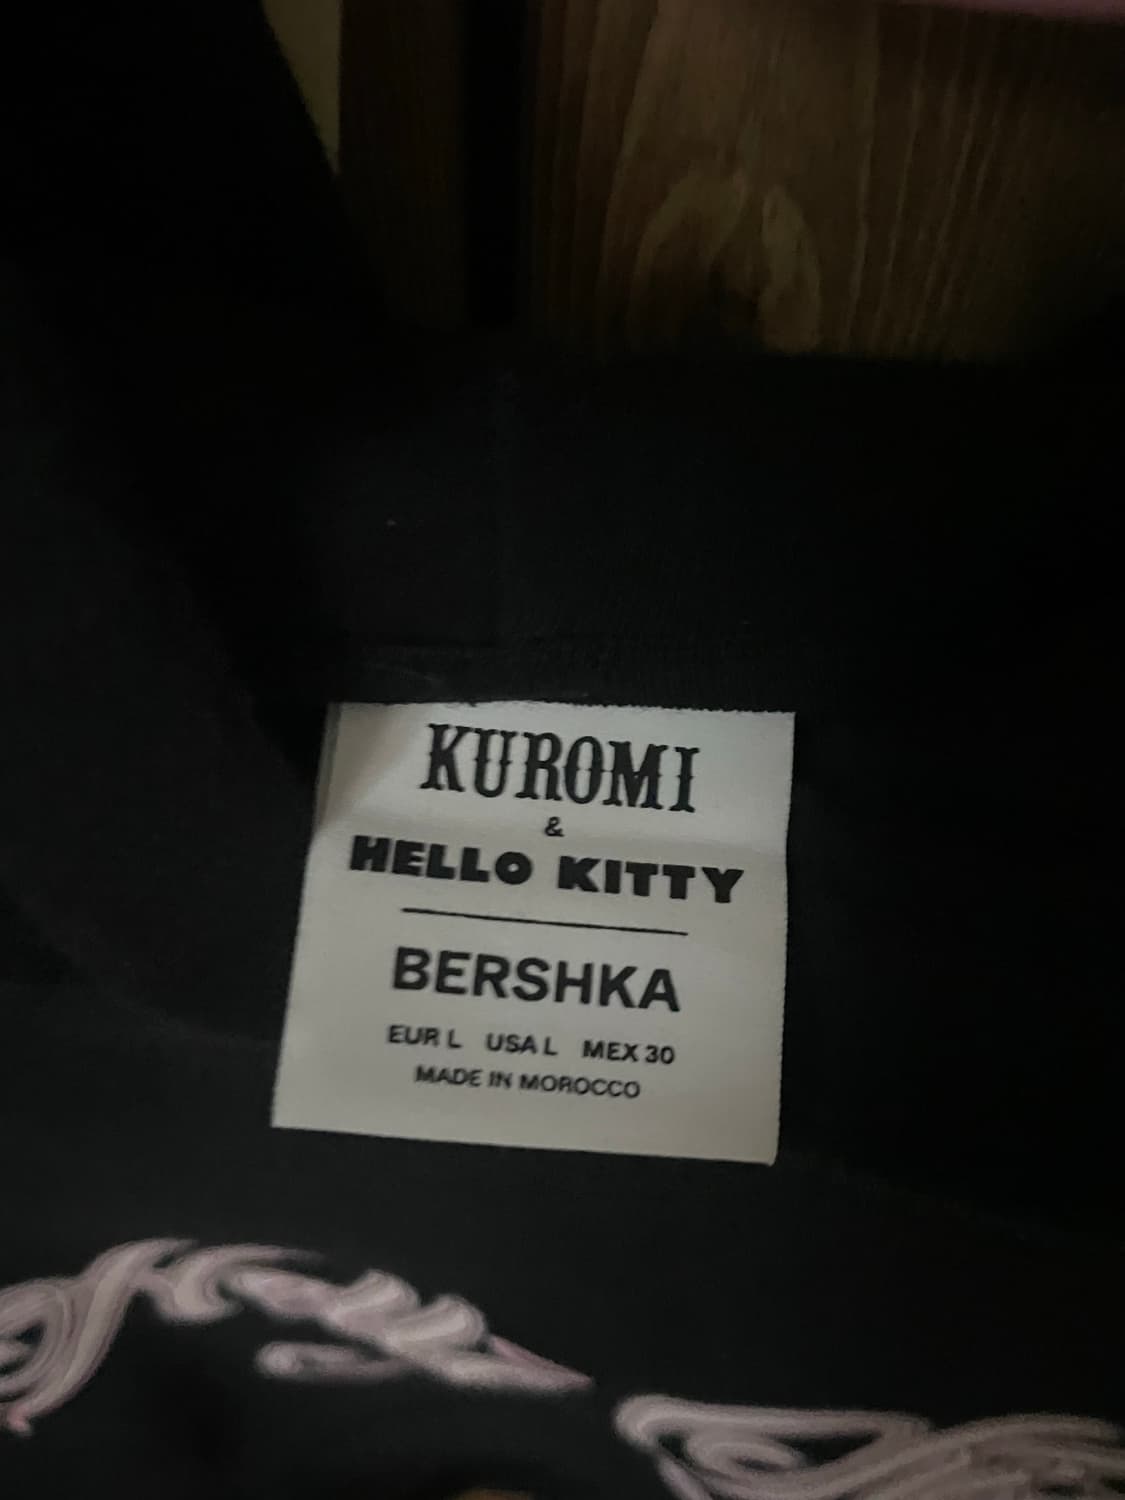 KUROMI
&
HELLO KITTY
BERSHKA
EUR L USA L MEX 30
MADE IN MOROCCO